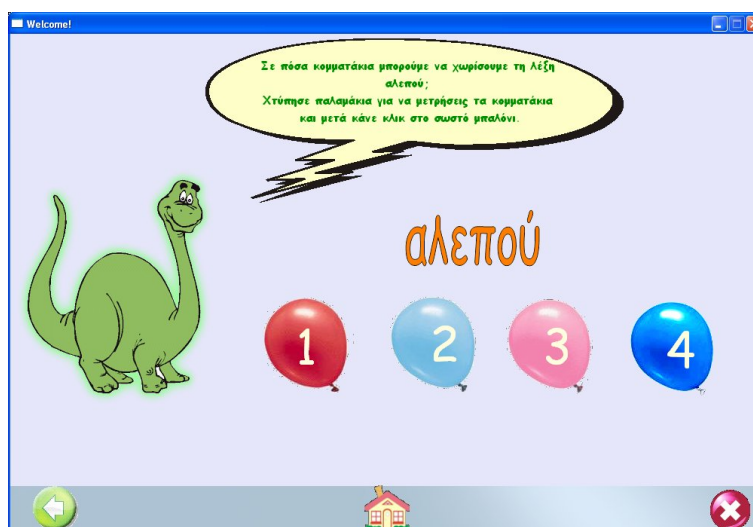 Welcome!
Σε πόσα κομματάκια μπορούμε να χωρίσουμε τη λέξη
αλεπού;
Χτύπησε παλαμάκια για να μετρήσεις τα κομματάκια
και μετά κάνε κλικ στο σωστό μπαλόνι.
αλεπού
1 2 3 4